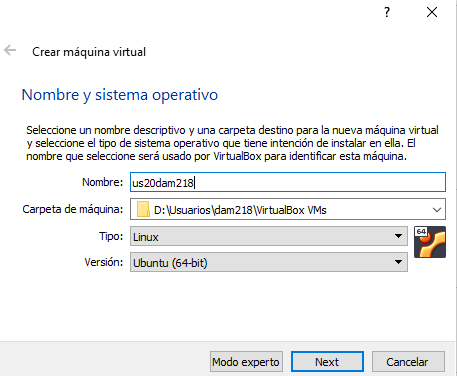 ?
Crear máquina virtual
Nombre y sistema operativo
Seleccione un nombre descriptivo y una carpeta destino para la nueva máquina virtual
y seleccione el tipo de sistema operativo que tiene intención de instalar en ella. El
nombre que seleccione será usado por VirtualBox para identificar esta máquina.
Nombre: us20dam218
Carpeta de máquina: D:\Usuarios\dam218\VirtualBox VMs
Tipo: Linux
64
Versión: Ubuntu (64-bit)
Modo experto Next Cancelar